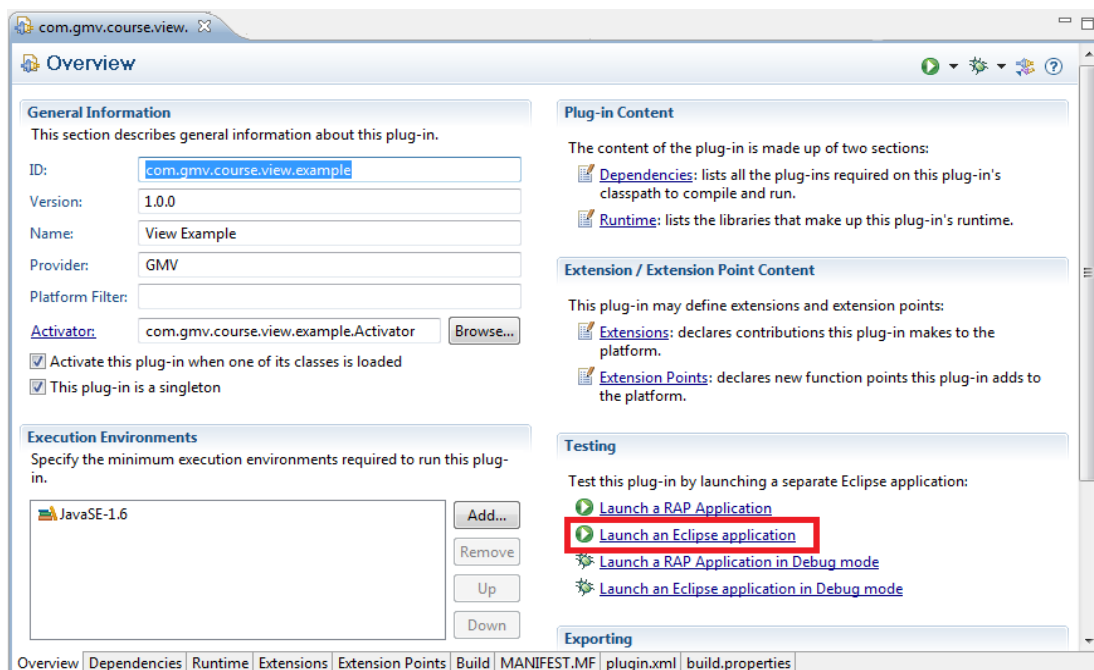 com.gmv.course.view.
Overview
General Information
This section describes general information about this plug-in.
ID: com.gmv.course.view.example
Version: 1.0.0
Name: View Example
Provider: GMV
Platform Filter:
Activator: com.gmv.course.view.example.Activator Browse...
Activate this plug-in when one of its classes is loaded
This plug-in is a singleton
Execution Environments
Specify the minimum execution environments required to run this plug-
in.
JavaSE-1.6
Add...
Remove
Up
Down
Plug-in Content
The content of the plug-in is made up of two sections:
Dependencies: lists all the plug-ins required on this plug-in's
classpath to compile and run.
Runtime: lists the libraries that make up this plug-in's runtime.
Extension / Extension Point Content
This plug-in may define extensions and extension points:
Extensions: declares contributions this plug-in makes to the
platform.
Extension Points: declares new function points this plug-in adds to
the platform.
Testing
Test this plug-in by launching a separate Eclipse application:
Launch a RAP Application
Launch an Eclipse application
Launch a RAP Application in Debug mode
Launch an Eclipse application in Debug mode
Exporting
Overview Dependencies Runtime Extensions Extension Points Build MANIFEST.MF plugin.xml build.properties